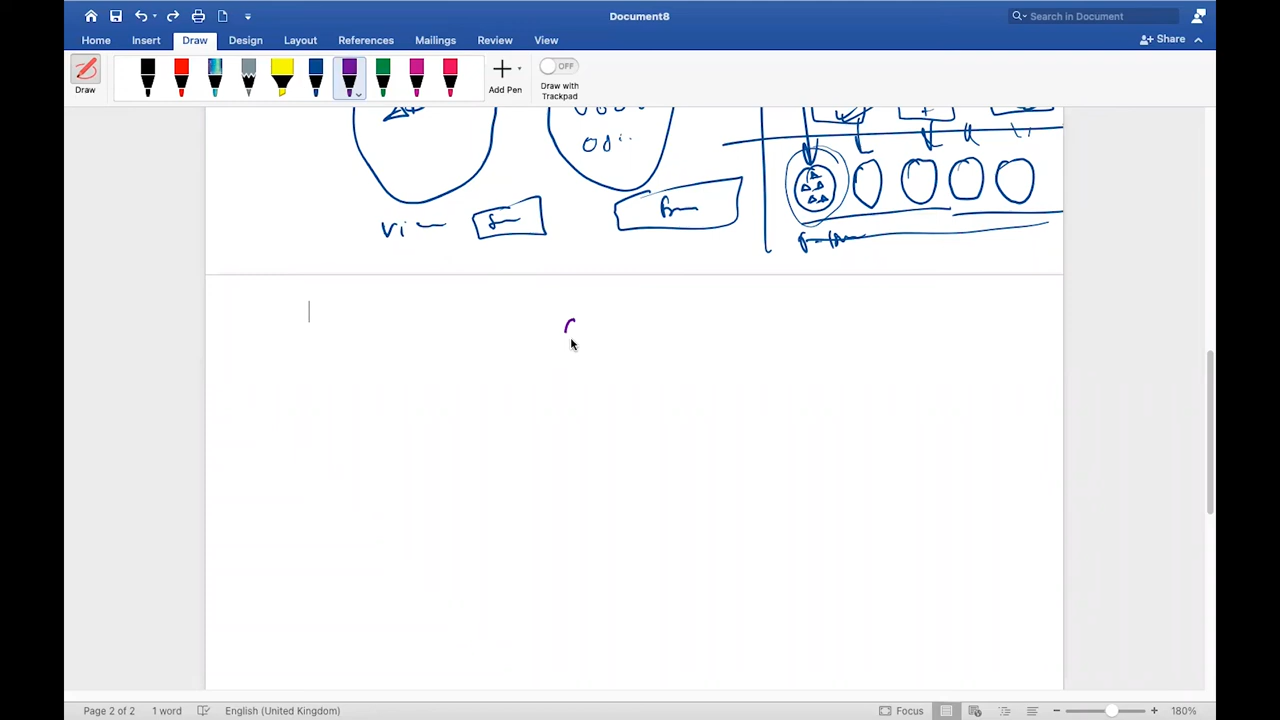 Document8
Search in Document
Home Insert Draw Design Layout References Mailings Review View
Share
Draw
Add Pen
OFF
Draw with
Trackpad
Page 2 of 2 1 word English (United Kingdom) Focus 180%